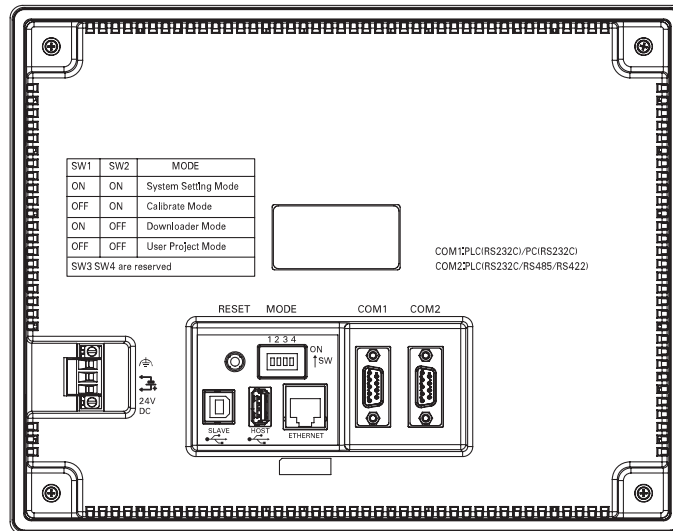 SW1 SW2 MODE
ON ON System Setting Mode
OFF ON Calibrate Mode
ON OFF Downloader Mode
OFF OFF User Project Mode
SW3 SW4 are reserved
COM1:PLC(RS232C)/PC(RS232C)
COM2:PLC(RS232C/RS485/RS422)
RESET MODE COM1 COM2
1 2 3 4
ON
↑SW
24V
DC
SLAVE HOST ETHERNET